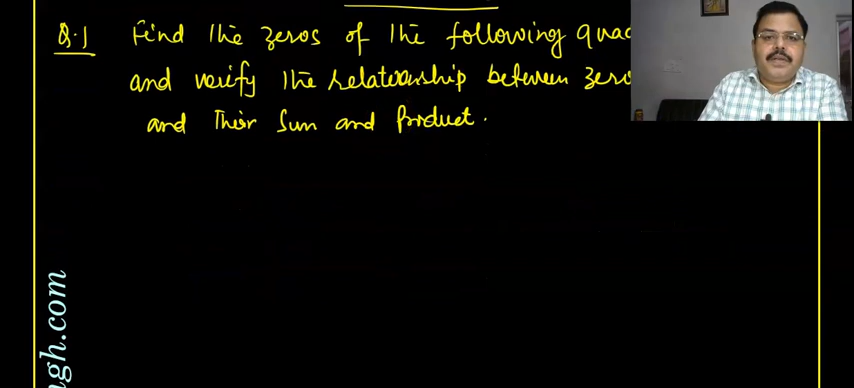 Q.1 Find the zeros of the following quad
and verify the relationship between zero
and Their Sum and Product.
ngh.com